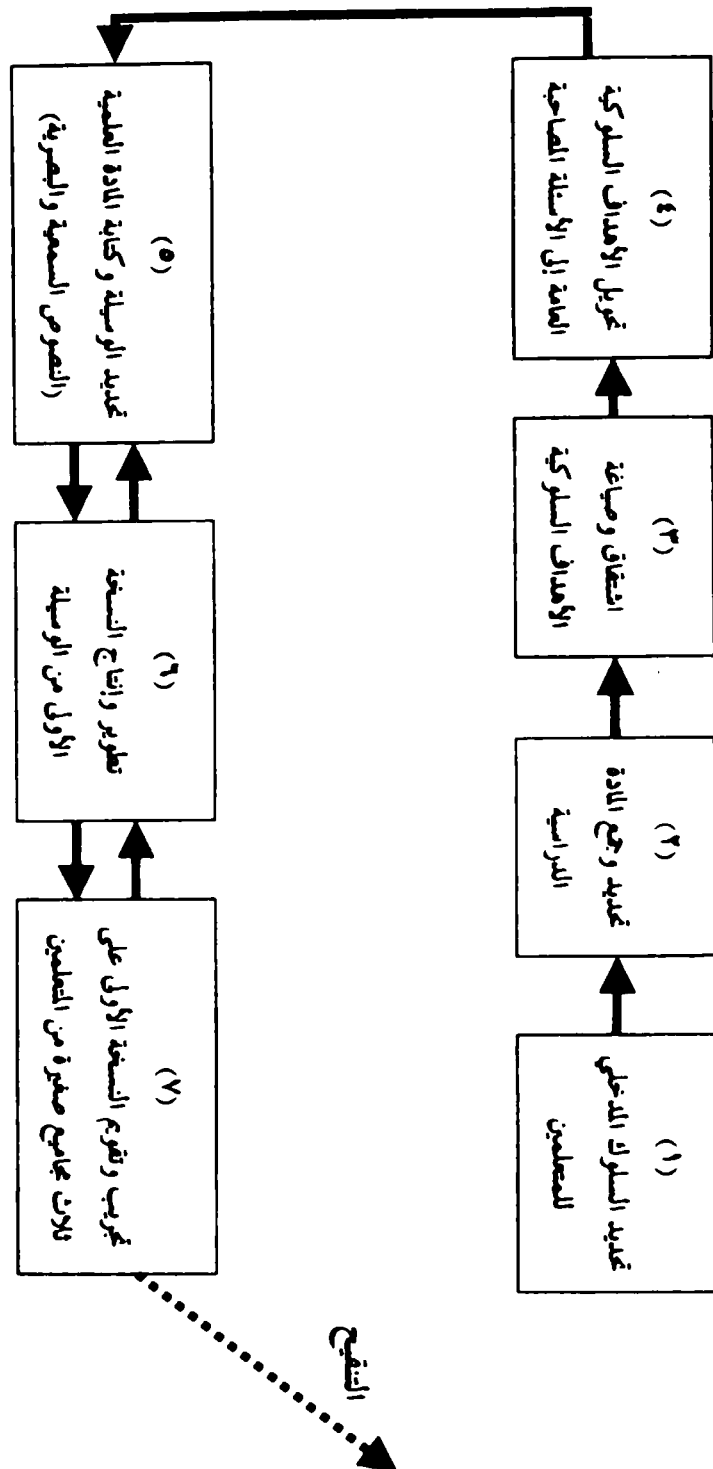 (١)
تحديد السلوك المدخلي
للمتعلمين
(٢)
تحديد وجمع المادة
الدراسية
(٣)
اشتقاق وصياغة
الأهداف السلوكية
(٤)
تحويل الأهداف السلوكية
العامة إلى الأسئلة المصاحبة
(٥)
تحديد الوسيلة وكتابة المادة العلمية
(النصوص السمعية والبصرية)
(٦)
تطوير وإنتاج النسخة
الأولى من الوسيلة
(٧)
تجريب وتقويم النسخة الأولى على
ثلاث مجاميع صغيرة من المتعلمين
التنقيح